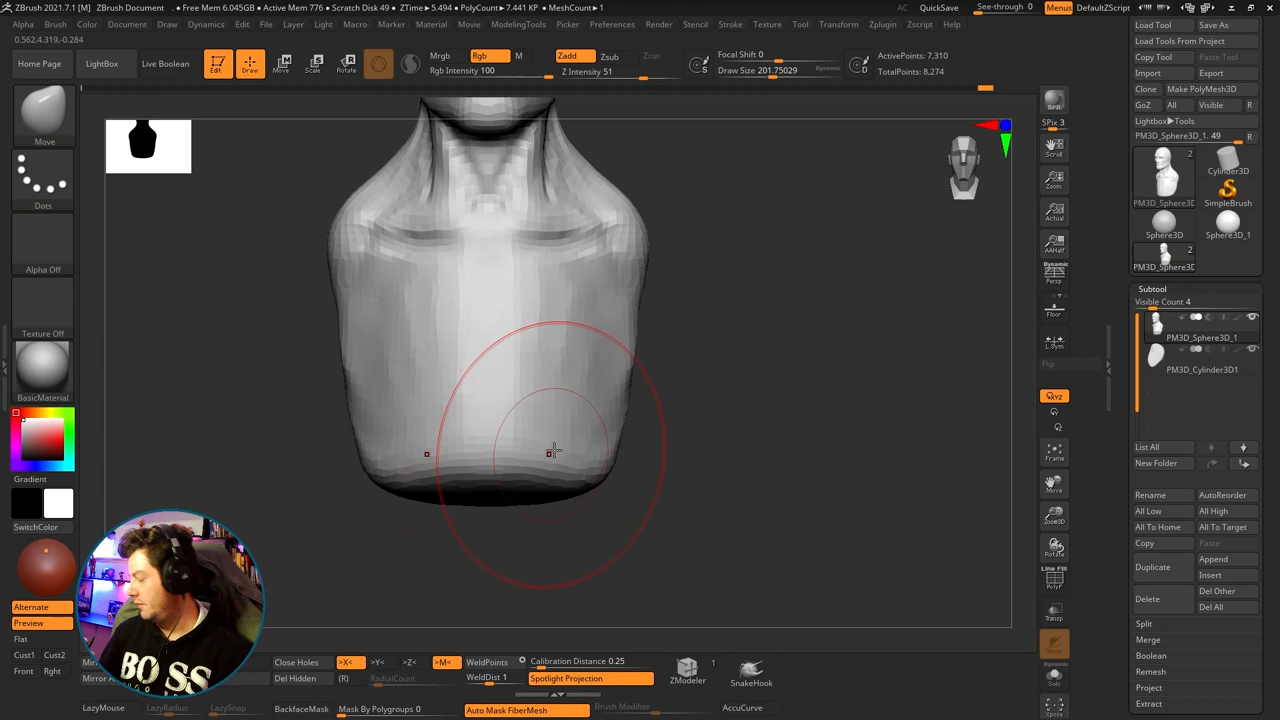 ZBrush 2021.7.1 [M]
ZBrush Document
• Free Mem 6.045GB • Active Mem 776 • Scratch Disk 49 • ZTime▸5.494 • PolyCount▸7.441 KP • MeshCount▸1
AC
QuickSave
See-through 0
Menus
DefaultZScript
Alpha
Brush
Color
Document
Draw
Dynamics
Edit
File
Layer
Light
Macro
Marker
Material
Movie
ModelingTools
Picker
Preferences
Render
Stencil
Stroke
Texture
Tool
Transform
Zplugin
Zscript
Help
0.562,4.319,-0.284
Home Page
LightBox
Live Boolean
Edit
Draw
Move
Scale
Rotate
Mrgb
Rgb
M
Rgb Intensity 100
Zadd
Zsub
Zcut
Z Intensity 51
Focal Shift 0
Draw Size 201.75029
Dynamic
ActivePoints: 7,310
TotalPoints: 8,274
Move
Dots
Alpha Off
Texture Off
BasicMaterial
Gradient
SwitchColor
Alternate
Preview
Flat
Cust1 Cust2
Front Rght
BOSS
BPR
SPix 3
Scroll
Zoom
Actual
AAHalf
Dynamic
Persp
Floor
L.Sym
Flip
XYZ
Frame
Move
Zoom3D
Rotate
Line Fill
PolyF
Transp
Ghost
Dynamic
Solo
Xpose
Load Tool
Save As
Load Tools From Project
Copy Tool
Paste Tool
Import
Export
Clone
Make PolyMesh3D
GoZ
All
Visible
R
Lightbox▸Tools
PM3D_Sphere3D_1. 49
R
2
Cylinder3D
PM3D_Sphere3D
SimpleBrush
Sphere3D
Sphere3D_1
2
PM3D_Sphere3D
Subtool
Visible Count 4
PM3D_Sphere3D_1
PM3D_Cylinder3D1
List All
New Folder
Rename
AutoReorder
All Low
All High
All To Home
All To Target
Copy
Paste
Duplicate
Append
Insert
Delete
Del Other
Del All
Split
Merge
Boolean
Remesh
Project
Extract
Close Holes
Del Hidden
>X<
>Y<
>Z<
>M<
(R)
RadialCount
WeldPoints
WeldDist 1
Calibration Distance 0.25
Spotlight Projection
1
ZModeler
SnakeHook
LazyMouse
LazyRadius
LazySnap
BackfaceMask
Mask By Polygroups 0
Auto Mask FiberMesh
Brush Modifier
AccuCurve